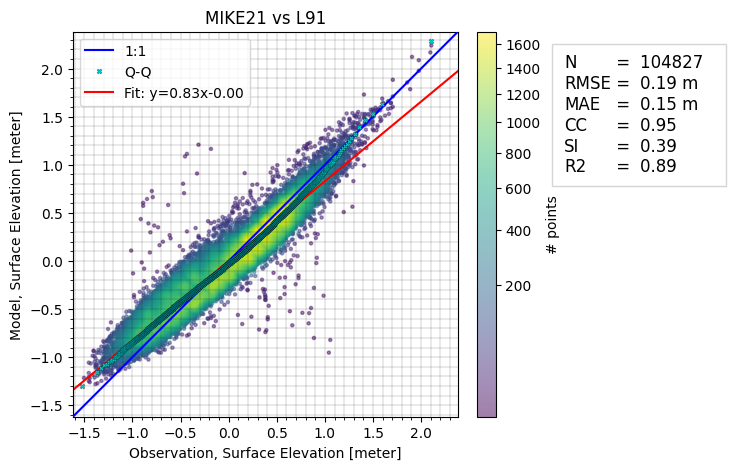 MIKE21 vs L91
1:1
Q-Q
Fit: y=0.83x-0.00
2.0
1.5
1.0
0.5
0.0
−0.5
−1.0
−1.5
Model, Surface Elevation [meter]
−1.5 −1.0 −0.5 0.0 0.5 1.0 1.5 2.0
Observation, Surface Elevation [meter]
1600
1400
1200
1000
800
600
400
200
# points
N = 104827
RMSE = 0.19 m
MAE = 0.15 m
CC = 0.95
SI = 0.39
R2 = 0.89